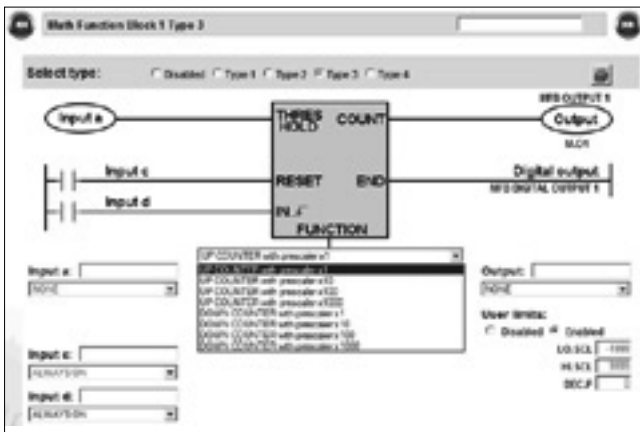 Math Function Block 1 Type 3
Select type: Disabled Type 1 Type 2 Type 3 Type 4
MFB OUTPUT 1
Input a
THRES HOLD COUNT
Output
Input c
RESET END
Digital output
MFB DIGITAL OUTPUT 1
Input d
IN.
FUNCTION
UP COUNTER with prescaler x1
UP COUNTER with prescaler x1
UP COUNTER with prescaler x10
UP COUNTER with prescaler x100
UP COUNTER with prescaler x1000
DOWN COUNTER with prescaler x 1
DOWN COUNTER with prescaler x 10
DOWN COUNTER with prescaler x 100
DOWN COUNTER with prescaler x 1000
Input a:
NONE
Output:
NONE
User limits:
Disabled Enabled
LO.SCL
HI.SCL
DEC.P
Input c:
ALWAYS ON
Input d:
ALWAYS ON